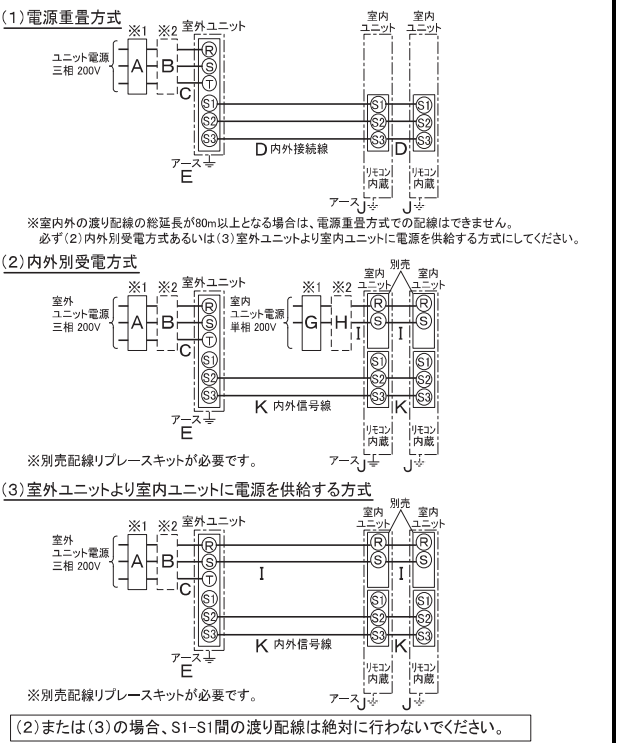 (1)電源重畳方式
※1 ※2 室外ユニット
室内 ユニット
室内 ユニット
ユニット電源
三相 200V
A B C
R
S
T
S1
S2
S3
S1
S2
S3
S1
S2
S3
D 内外接続線
D
アース
E
リモコン 内蔵
リモコン 内蔵
アース J J
※室内外の渡り配線の総延長が80m以上となる場合は、電源重畳方式での配線はできません。
必ず(2)内外別受電方式あるいは(3)室外ユニットより室内ユニットに電源を供給する方式にしてください。
(2)内外別受電方式
別売
※1 ※2 室外ユニット
※1 ※2
室内 ユニット
室内 ユニット
室外
ユニット電源
三相 200V
A B C
R
S
T
S1
S2
S3
室内
ユニット電源
単相 200V
G H I I
R
S
S1
S2
S3
R
S
S1
S2
S3
K 内外信号線
K
アース
E
リモコン 内蔵
リモコン 内蔵
※別売配線リプレースキットが必要です。
アース J J
(3)室外ユニットより室内ユニットに電源を供給する方式
別売
※1 ※2 室外ユニット
室内 ユニット
室内 ユニット
室外
ユニット電源
三相 200V
A B C
R
S
T
S1
S2
S3
I I
R
S
S1
S2
S3
R
S
S1
S2
S3
K 内外信号線
K
アース
E
リモコン 内蔵
リモコン 内蔵
※別売配線リプレースキットが必要です。
アース J J
(2)または(3)の場合、S1-S1間の渡り配線は絶対に行わないでください。